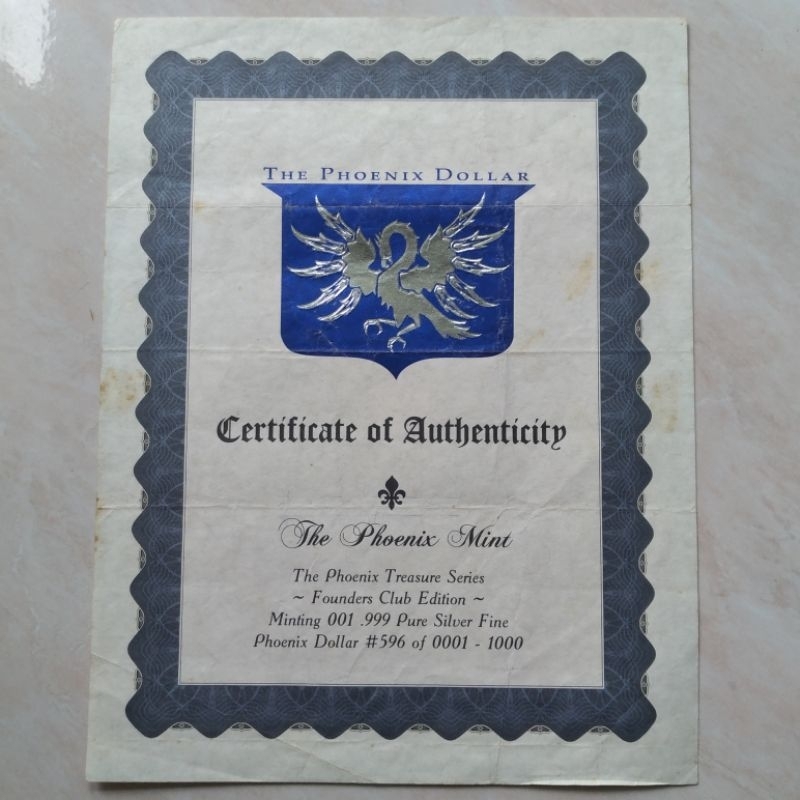 The Phoenix Dollar
Certificate of Authenticity
The Phoenix Mint
The Phoenix Treasure Series
~ Founders Club Edition ~
Minting 001 .999 Pure Silver Fine
Phoenix Dollar #596 of 0001 - 1000